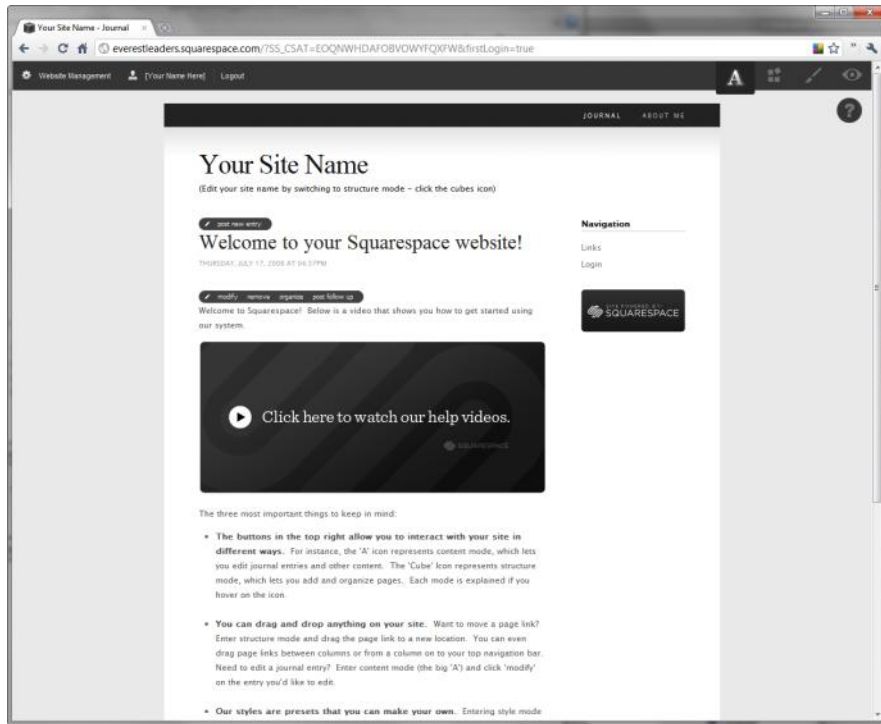 Your Site Name - Journal
everestleaders.squarespace.com/?SS_CSAT=EOQNWHDAFOBVOWYFQXFW&firstLogin=true
Website Management [Your Name Here] Logout
A
?
JOURNAL ABOUT ME
Your Site Name
(Edit your site name by switching to structure mode – click the cubes icon)
post new entry
Welcome to your Squarespace website!
THURSDAY, JULY 17, 2008 AT 04:37PM
modify remove organize post follow up
Welcome to Squarespace!  Below is a video that shows you how to get started using
our system.
Click here to watch our help videos.
SQUARESPACE
The three most important things to keep in mind:
The buttons in the top right allow you to interact with your site in
different ways.  For instance, the 'A' icon represents content mode, which lets
you edit journal entries and other content.  The 'Cube' Icon represents structure
mode, which lets you add and organize pages.  Each mode is explained if you
hover on the icon.
You can drag and drop anything on your site.  Want to move a page link?
Enter structure mode and drag the page link to a new location.  You can even
drag page links between columns or from a column on to your top navigation bar.
Need to edit a journal entry?  Enter content mode (the big 'A') and click 'modify'
on the entry you'd like to edit.
Our styles are presets that you can make your own.  Entering style mode
Navigation
Links
Login
SITE POWERED BY
SQUARESPACE